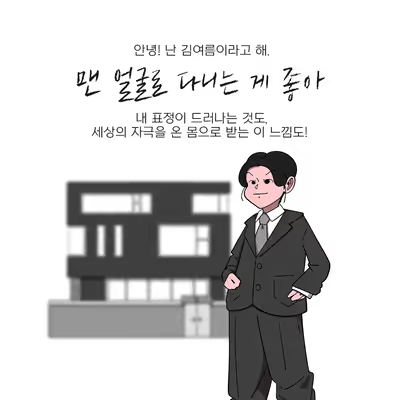 안녕! 난 김여름이라고 해.
맨 얼굴로 다니는 게 좋아
내 표정이 드러나는 것도,
세상의 자극을 온 몸으로 받는 이 느낌도!